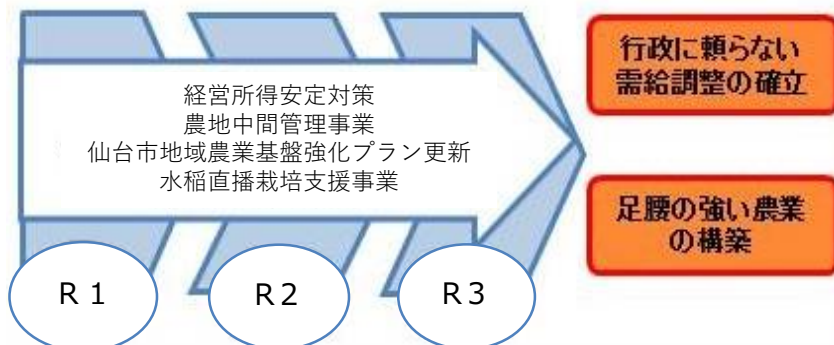 経営所得安定対策
農地中間管理事業
仙台市地域農業基盤強化プラン更新
水稲直播栽培支援事業
Ｒ１
Ｒ２
Ｒ３
行政に頼らない
需給調整の確立
足腰の強い農業
の構築